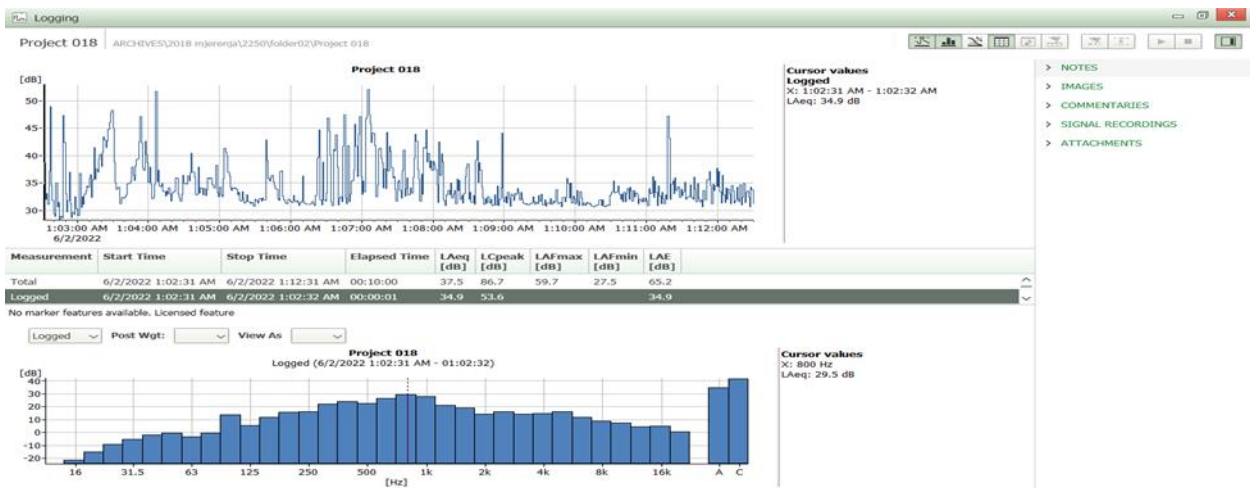 Logging
Project 018 ARCHIVES\2018 mjerenja\2250\folder02\Project 018
Project 018
[dB]
50
45
40
35
30
1:03:00 AM 1:04:00 AM 1:05:00 AM 1:06:00 AM 1:07:00 AM 1:08:00 AM 1:09:00 AM 1:10:00 AM 1:11:00 AM 1:12:00 AM
6/2/2022
Cursor values
Logged
X: 1:02:31 AM - 1:02:32 AM
LAeq: 34.9 dB
> NOTES
> IMAGES
> COMMENTARIES
> SIGNAL RECORDINGS
> ATTACHMENTS
Measurement Start Time Stop Time Elapsed Time LAeq [dB] LCpeak [dB] LAFmax [dB] LAFmin [dB] LAE [dB]
Total 6/2/2022 1:02:31 AM 6/2/2022 1:12:31 AM 00:10:00 37.5 86.7 59.7 27.5 65.2
Logged 6/2/2022 1:02:31 AM 6/2/2022 1:02:32 AM 00:00:01 34.9 53.6 34.9
No marker features available. Licensed feature
Logged Post Wgt: View As
Project 018
Logged (6/2/2022 1:02:31 AM - 01:02:32)
[dB]
40
30
20
10
0
-10
-20
16 31.5 63 125 250 500 1k 2k 4k 8k 16k A C
[Hz]
Cursor values
X: 800 Hz
LAeq: 29.5 dB